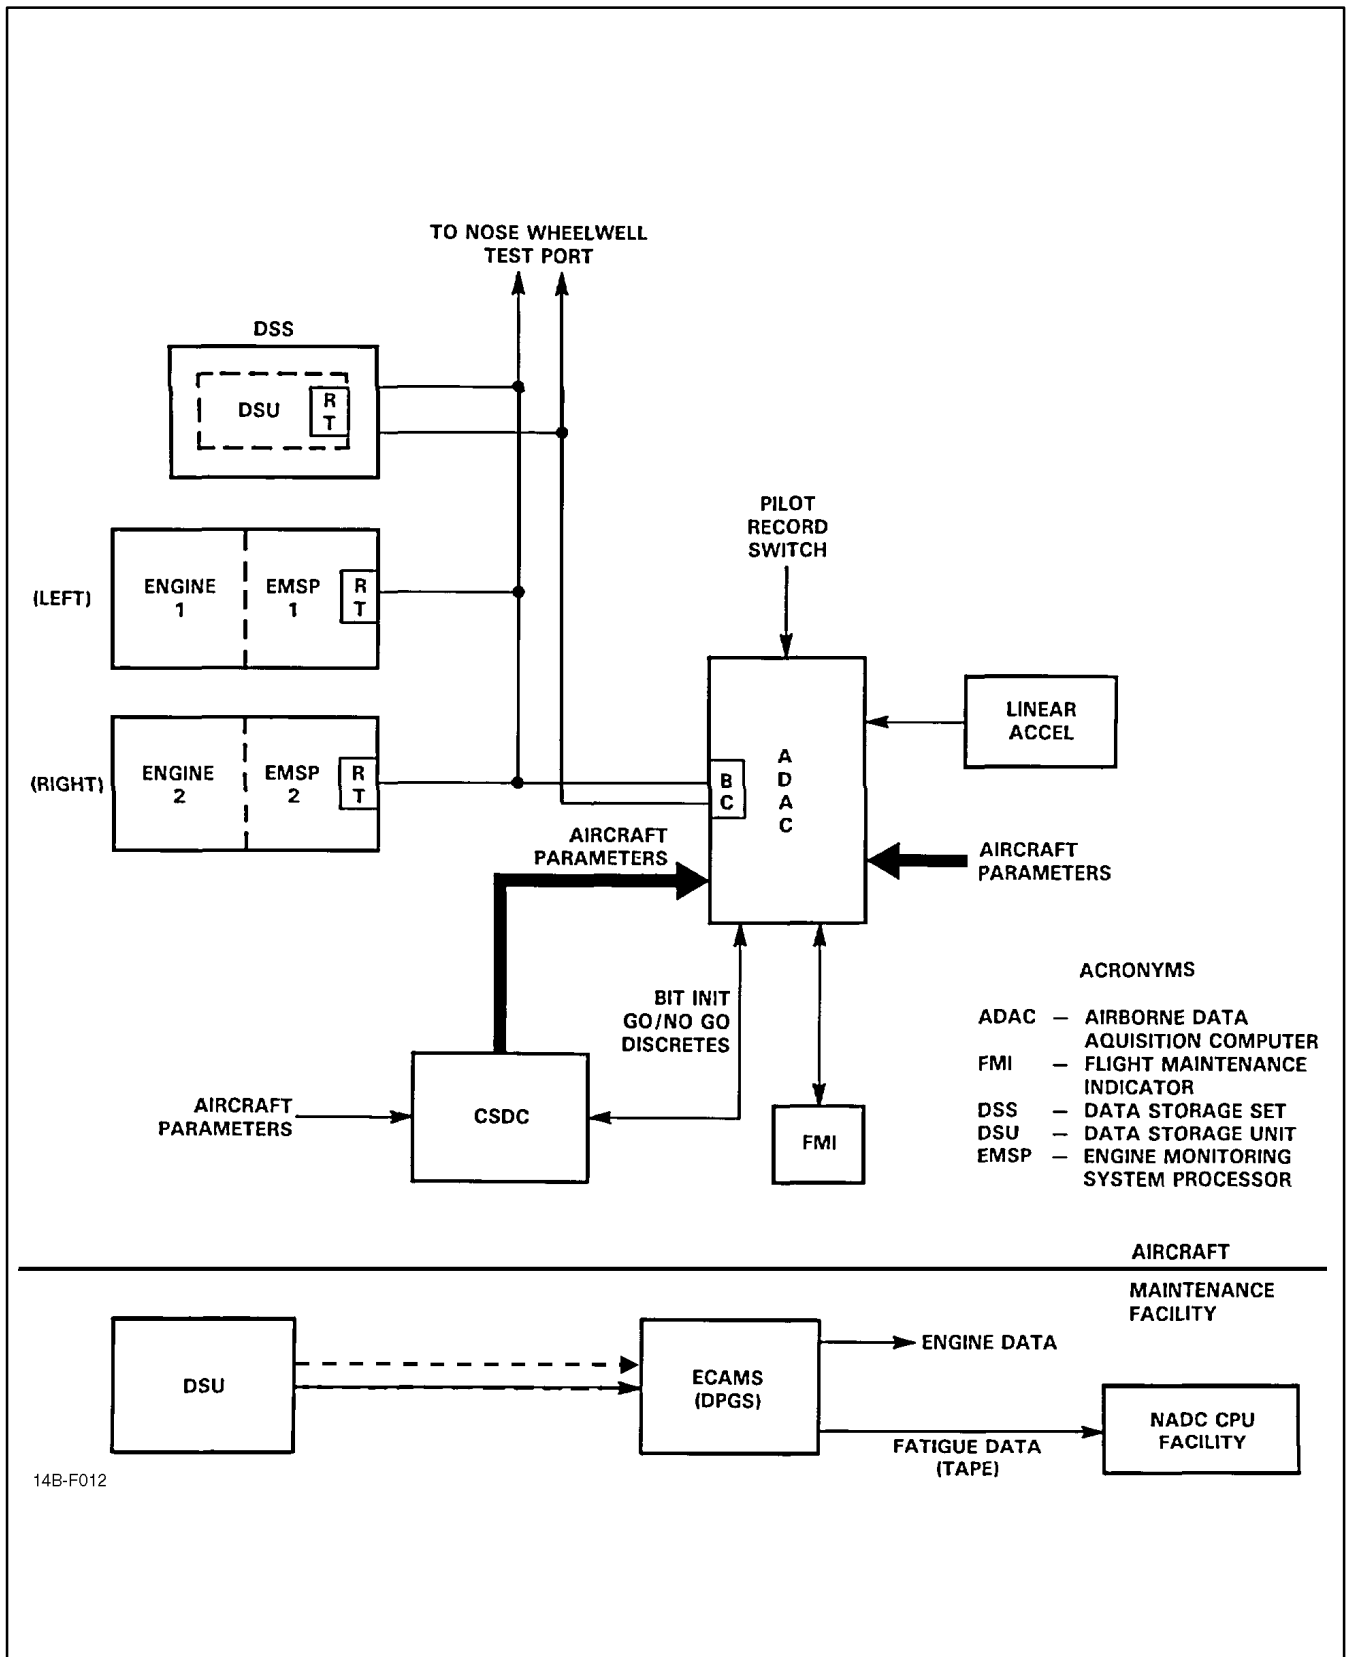 TO NOSE WHEELWELL
TEST PORT
DSS
DSU
R
T
PILOT
RECORD
SWITCH
(LEFT)
ENGINE
1
EMSP
1
R
T
LINEAR
ACCEL
(RIGHT)
ENGINE
2
EMSP
2
R
T
B
C
A
D
A
C
AIRCRAFT
PARAMETERS
AIRCRAFT
PARAMETERS
BIT INIT
GO/NO GO
DISCRETES
AIRCRAFT
PARAMETERS
CSDC
FMI
ACRONYMS
ADAC — AIRBORNE DATA
AQUISITION COMPUTER
FMI — FLIGHT MAINTENANCE
INDICATOR
DSS — DATA STORAGE SET
DSU — DATA STORAGE UNIT
EMSP — ENGINE MONITORING
SYSTEM PROCESSOR
AIRCRAFT
MAINTENANCE
FACILITY
DSU
ECAMS
(DPGS)
ENGINE DATA
FATIGUE DATA
(TAPE)
NADC CPU
FACILITY
14B-F012